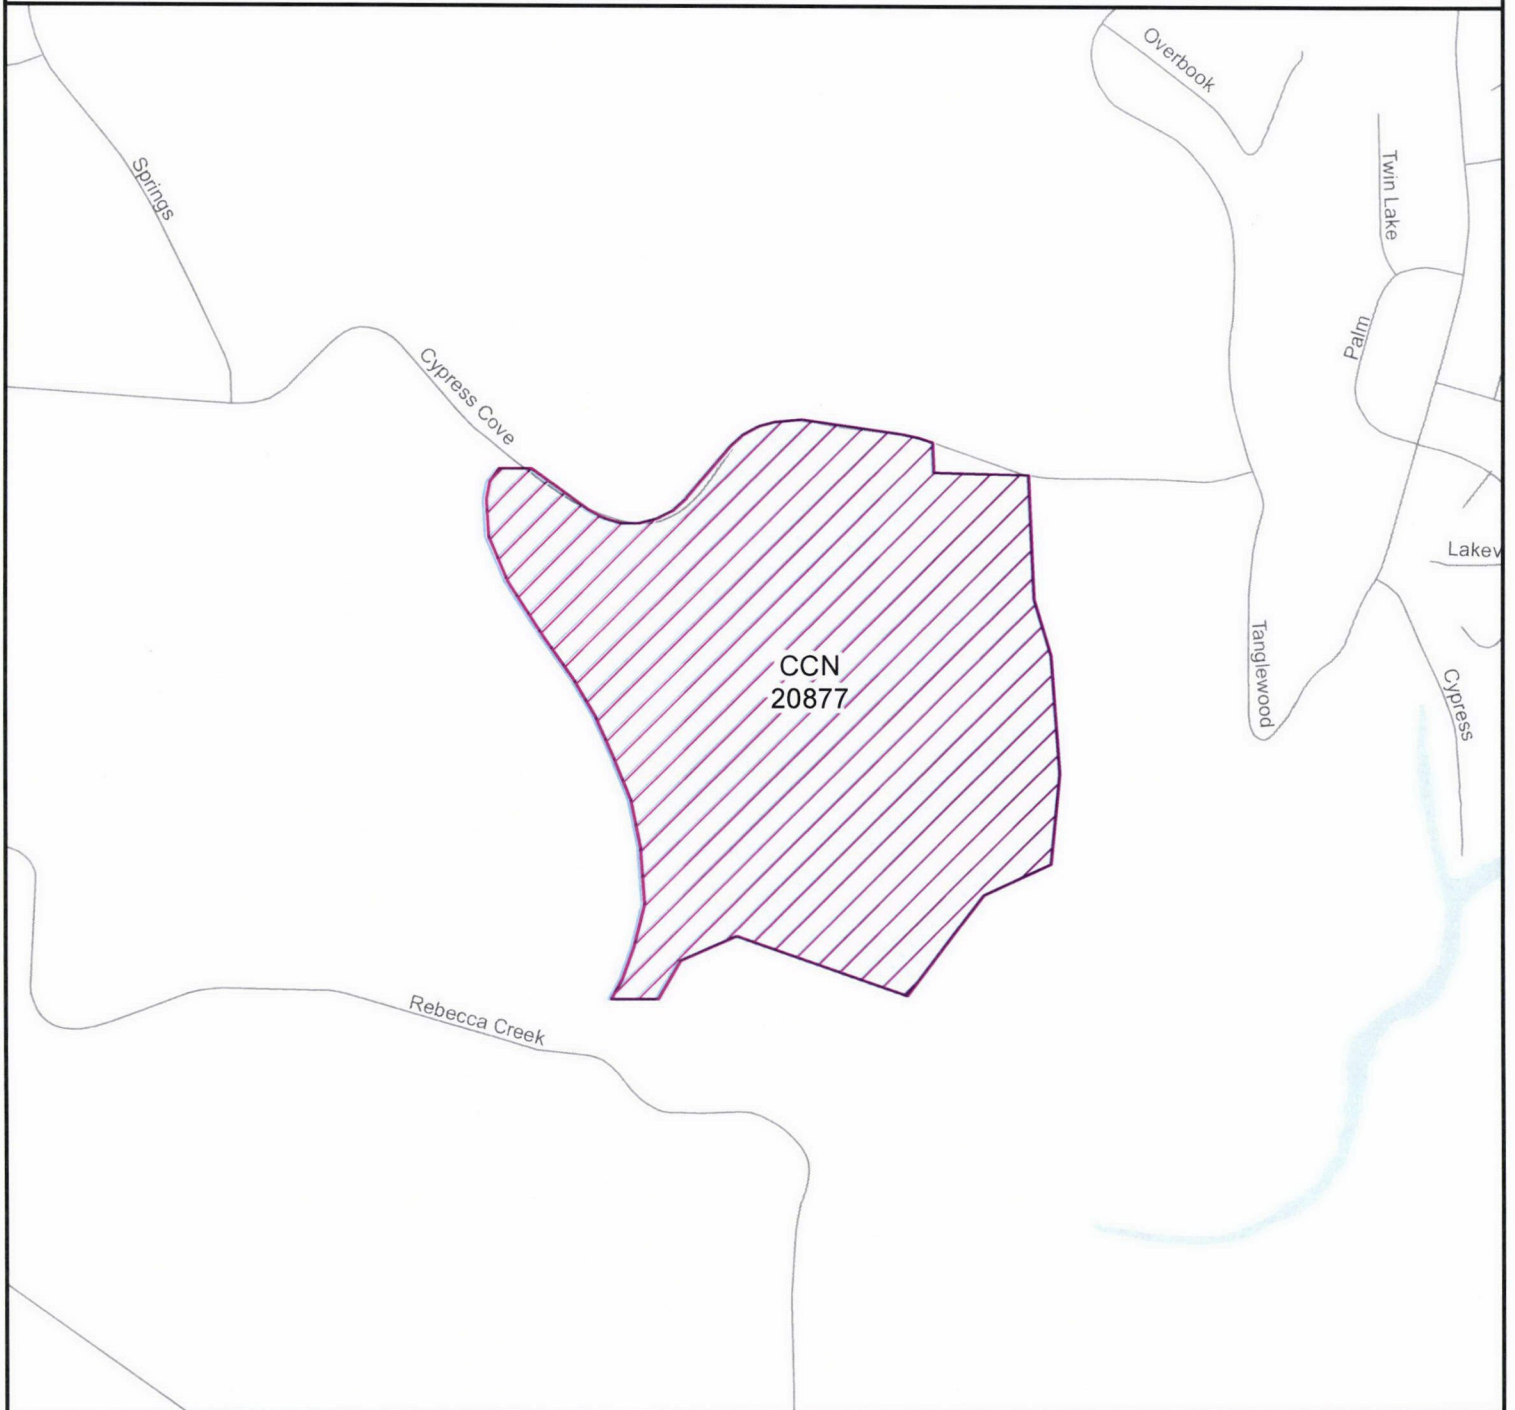 Overbook
Springs
Twin Lake
Palm
Cypress Cove
Lakev
CCN
20877
Tanglewood
Cypress
Rebecca Creek